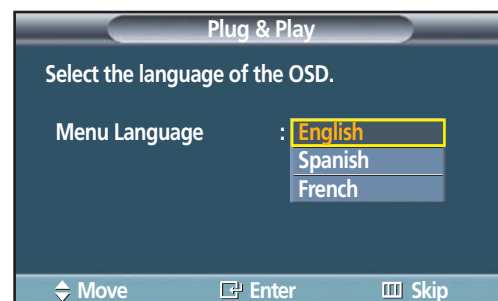 Plug & Play
Select the language of the OSD.
Menu Language : English
Spanish
French
Move Enter Skip